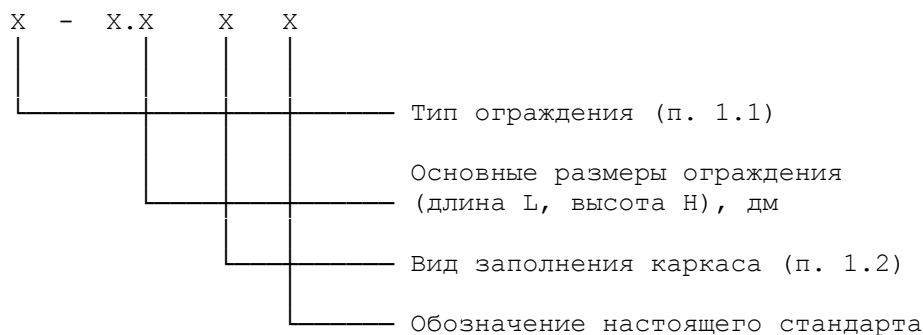 X - X.X X X
Тип ограждения (п. 1.1)
Основные размеры ограждения
(длина L, высота H), дм
Вид заполнения каркаса (п. 1.2)
Обозначение настоящего стандарта